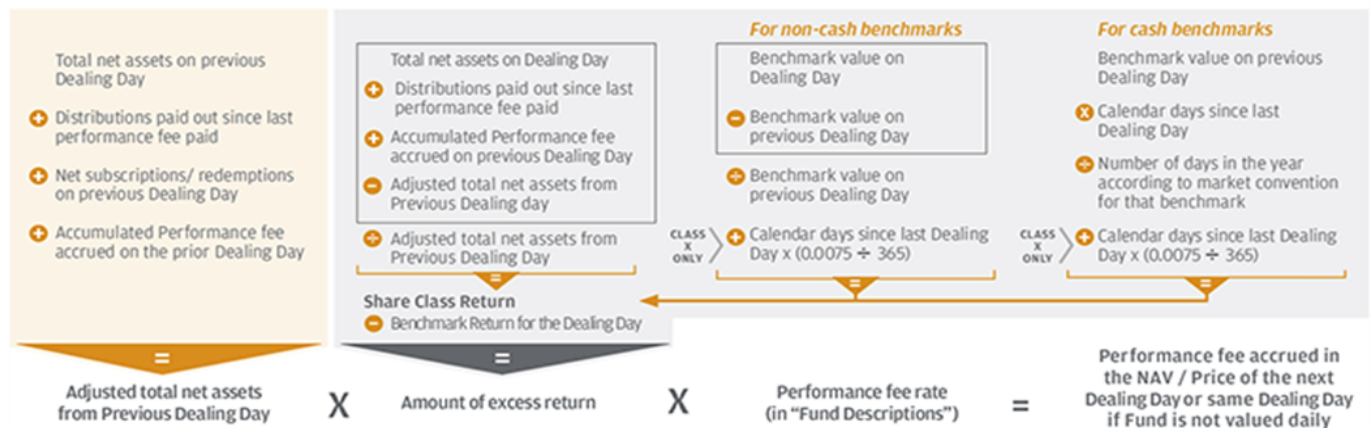 Total net assets on previous
Dealing Day
+ Distributions paid out since last
performance fee paid
+ Net subscriptions/ redemptions
on previous Dealing Day
+ Accumulated Performance fee
accrued on the prior Dealing Day
=
Adjusted total net assets
from Previous Dealing Day
X
Total net assets on Dealing Day
+ Distributions paid out since last
performance fee paid
+ Accumulated Performance fee
accrued on previous Dealing Day
− Adjusted total net assets from
Previous Dealing day
÷ Adjusted total net assets from
Previous Dealing Day
=
Share Class Return
− Benchmark Return for the Dealing Day
=
Amount of excess return
For non-cash benchmarks
Benchmark value on
Dealing Day
− Benchmark value on
previous Dealing Day
÷ Benchmark value on
previous Dealing Day
CLASS
X
ONLY
+ Calendar days since last Dealing
Day x (0.0075 ÷ 365)
=
For cash benchmarks
Benchmark value on previous
Dealing Day
x Calendar days since last
Dealing Day
÷ Number of days in the year
according to market convention
for that benchmark
CLASS
X
ONLY
+ Calendar days since last Dealing
Day x (0.0075 ÷ 365)
=
X
Performance fee rate
(in “Fund Descriptions”)
=
Performance fee accrued in
the NAV / Price of the next
Dealing Day or same Dealing Day
if Fund is not valued daily